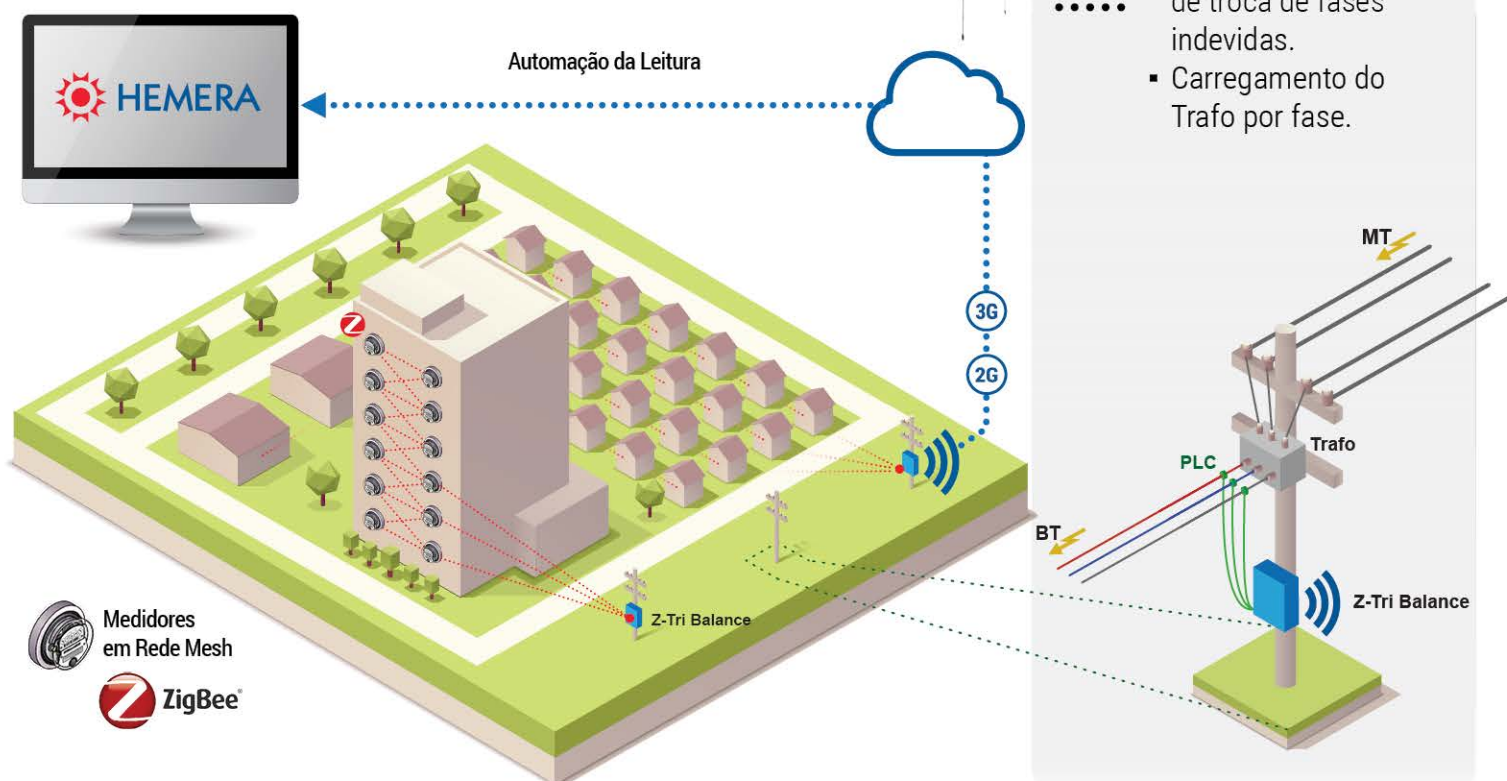 de troca de fases
indevidas.
▪ Carregamento do
Trafo por fase.
Automação da Leitura
HEMERA
3G
2G
MT
Trafo
PLC
BT
Z-Tri Balance
Z
Z-Tri Balance
Medidores
em Rede Mesh
Z ZigBee®